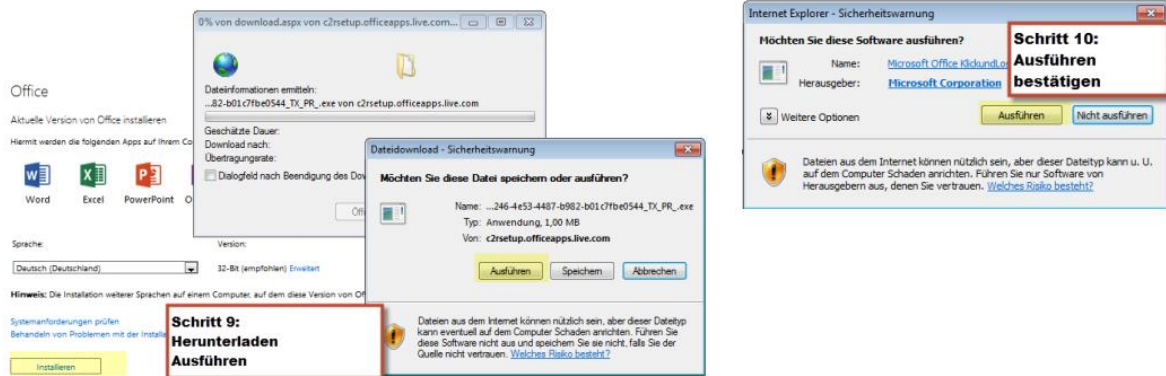 Office
Aktuelle Version von Office installieren
Hiermit werden die folgenden Apps auf Ihrem Co
Word Excel PowerPoint O
Sprache: Version:
Deutsch (Deutschland) 32-Bit (empfohlen) Erweitert
Hinweis: Die Installation weiterer Sprachen auf einem Computer, auf dem diese Version von Of
Systemanforderungen prüfen
Behandeln von Problemen mit der Installa
Installieren
0% von download.aspx von c2rsetup.officeapps.live.com...
Dateiinformationen ermitteln:
...82-b01c7fbe0544_TX_PR_.exe von c2rsetup.officeapps.live.com
Geschätzte Dauer:
Download nach:
Übertragungsrate:
Dialogfeld nach Beendigung des Dow
Schritt 9:
Herunterladen
Ausführen
Dateidownload - Sicherheitswarnung
Möchten Sie diese Datei speichern oder ausführen?
Name: ...246-4e53-4487-b982-b01c7fbe0544_TX_PR_.exe
Typ: Anwendung, 1,00 MB
Von: c2rsetup.officeapps.live.com
Ausführen Speichern Abbrechen
Dateien aus dem Internet können nützlich sein, aber dieser Dateityp
kann eventuell auf dem Computer Schaden anrichten. Führen Sie
diese Software nicht aus und speichern Sie sie nicht, falls Sie der
Quelle nicht vertrauen. Welches Risiko besteht?
Internet Explorer - Sicherheitswarnung
Möchten Sie diese Software ausführen?
Name: Microsoft Office KlickundLos
Herausgeber: Microsoft Corporation
Schritt 10:
Ausführen
bestätigen
Weitere Optionen Ausführen Nicht ausführen
Dateien aus dem Internet können nützlich sein, aber dieser Dateityp kann u. U.
auf dem Computer Schaden anrichten. Führen Sie nur Software von
Herausgebern aus, denen Sie vertrauen. Welches Risiko besteht?